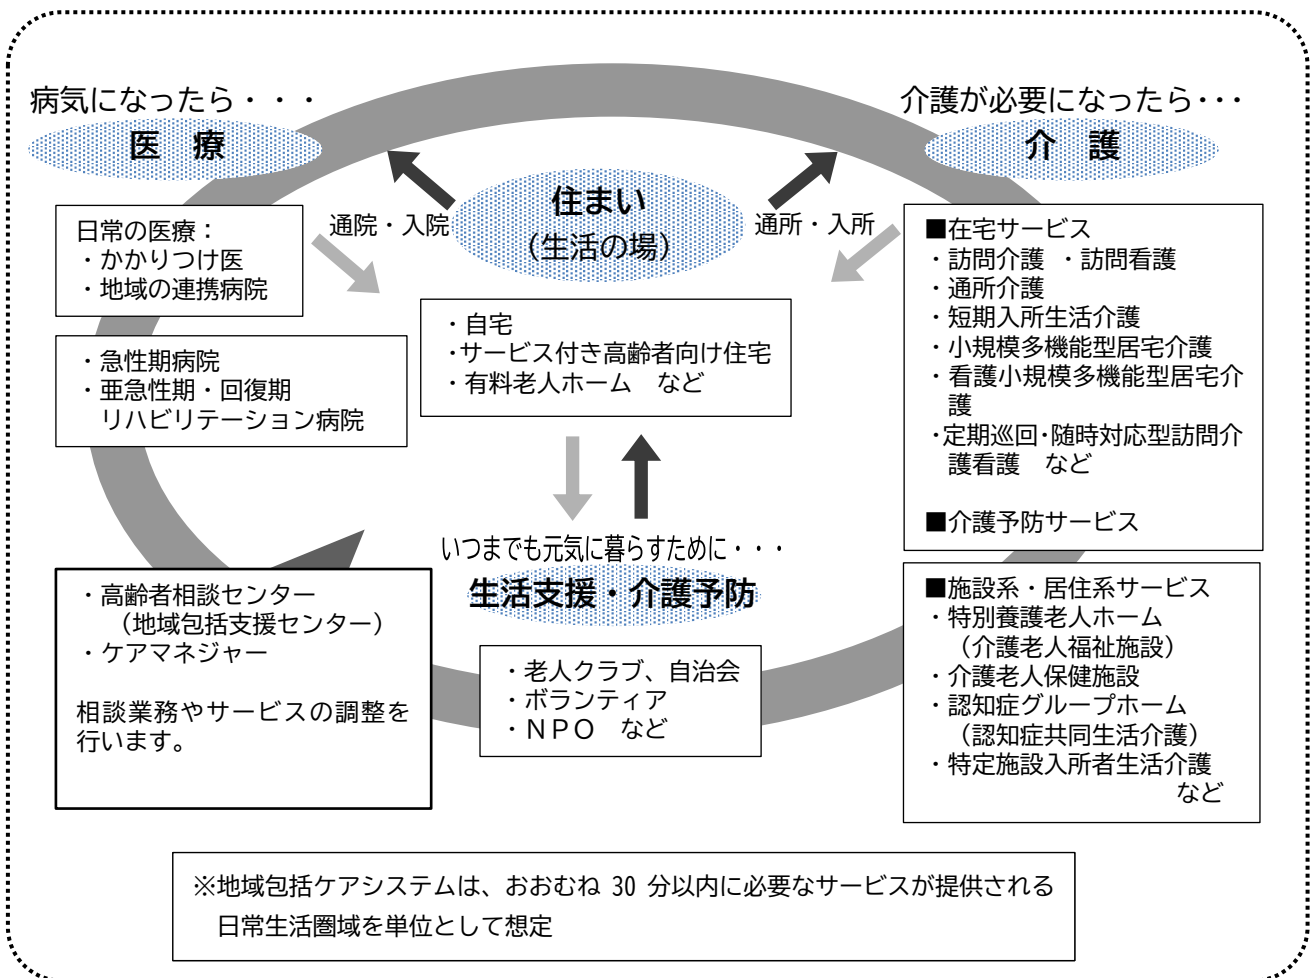 病気になったら・・・
医 療
日常の医療：
・かかりつけ医
・地域の連携病院
・急性期病院
・亜急性期・回復期
リハビリテーション病院
通院・入院
住まい
（生活の場）
通所・入所
・自宅
・サービス付き高齢者向け住宅
・有料老人ホーム など
介護が必要になったら・・・
介 護
■在宅サービス
・訪問介護 ・訪問看護
・通所介護
・短期入所生活介護
・小規模多機能型居宅介護
・看護小規模多機能型居宅介
護
・定期巡回・随時対応型訪問介
護看護 など
■介護予防サービス
■施設系・居住系サービス
・特別養護老人ホーム
（介護老人福祉施設）
・介護老人保健施設
・認知症グループホーム
（認知症共同生活介護）
・特定施設入所者生活介護
など
いつまでも元気に暮らすために・・・
生活支援・介護予防
・老人クラブ、自治会
・ボランティア
・ＮＰＯ など
・高齢者相談センター
（地域包括支援センター）
・ケアマネジャー
相談業務やサービスの調整を
行います。
※地域包括ケアシステムは、おおむね 30 分以内に必要なサービスが提供される
日常生活圏域を単位として想定